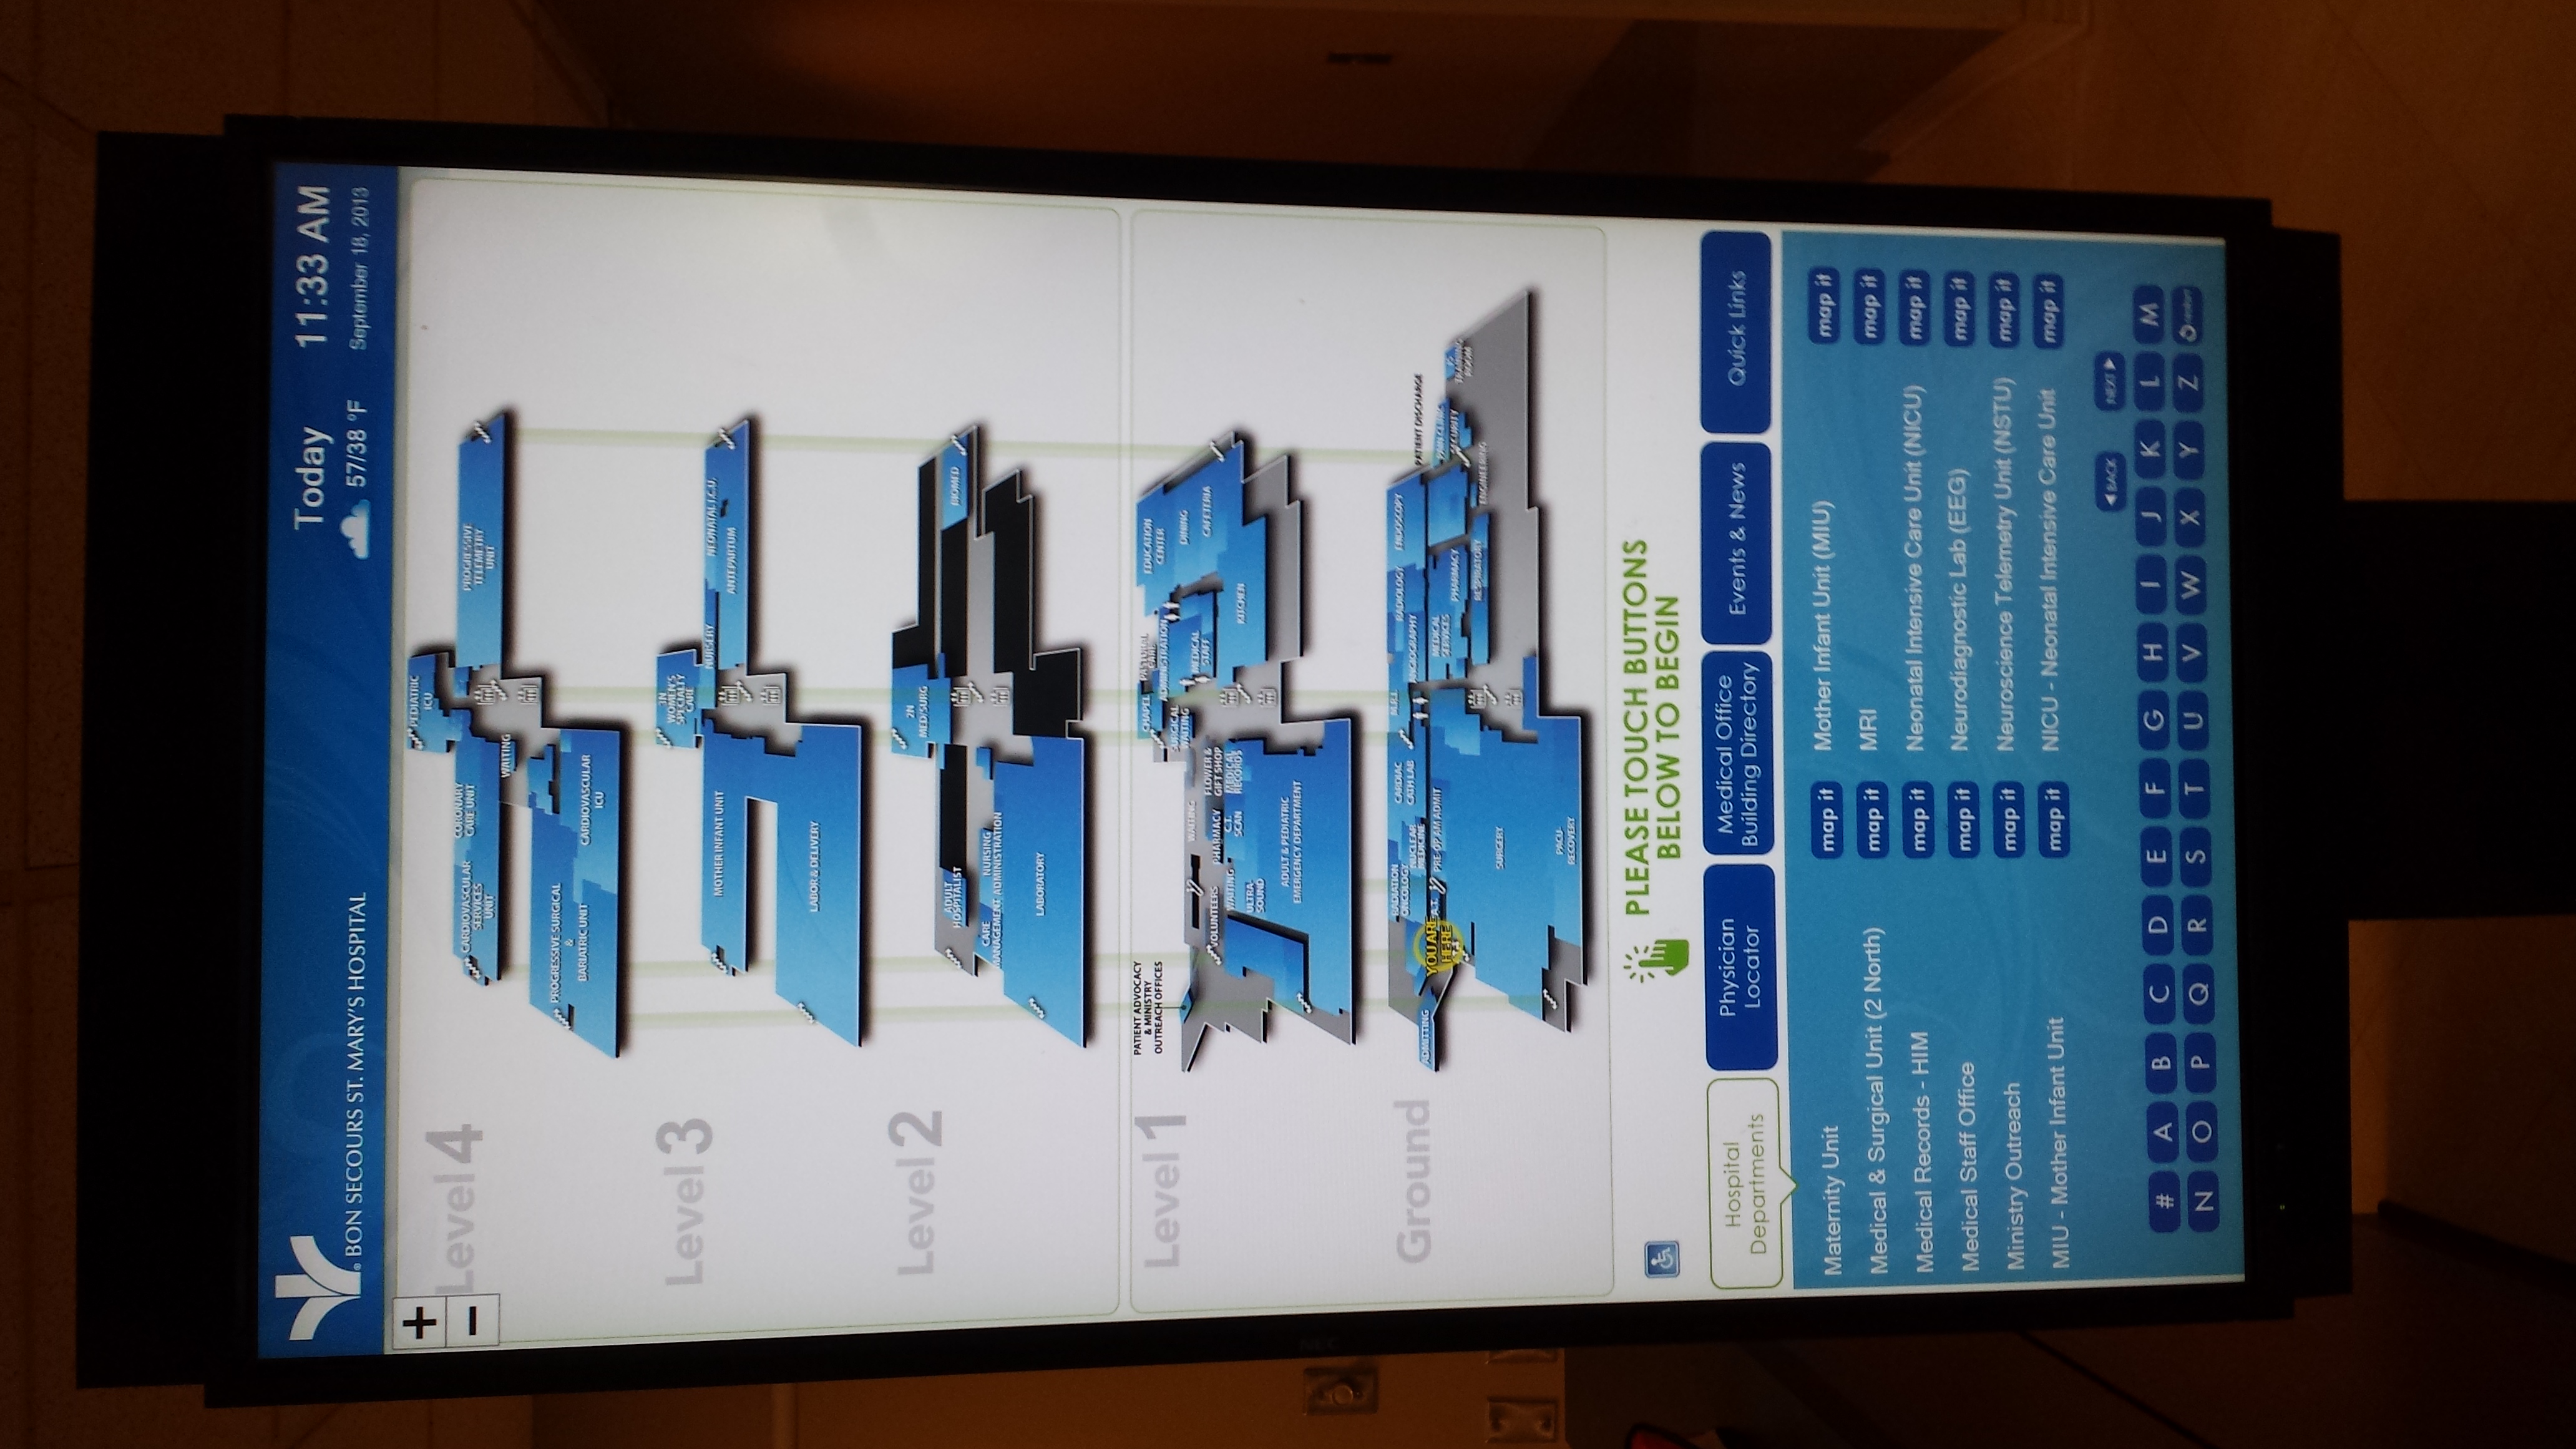 BON SECOURS ST. MARY'S HOSPITAL
Today
57/38 °F
11:33 AM
September 18, 2013
+
−
Level 4
PEDIATRIC
ICU
CARDIOVASCULAR
SERVICES
UNIT
CORONARY
CARE UNIT
PROGRESSIVE
TELEMETRY
UNIT
WAITING
PROGRESSIVE SURGICAL
&
BARIATRIC UNIT
CARDIOVASCULAR
ICU
Level 3
3N
WOMEN'S
SPECIALTY
CARE
MOTHER INFANT UNIT
NURSERY
NEONATAL I.C.U.
ANTEPARTUM
LABOR & DELIVERY
Level 2
2N
MED/SURG
ADULT
HOSPITALIST
BIOMED
CARE
MANAGEMENT
NURSING
ADMINISTRATION
LABORATORY
Level 1
PATIENT ADVOCACY
& MINISTRY
OUTREACH OFFICES
CHAPEL
PASTORAL
CARE
ADMINISTRATION
EDUCATION
CENTER
SURGICAL
WAITING
DINING
MEDICAL
STAFF
CAFETERIA
WAITING
VOLUNTEERS
PHARMACY
FLOWER &
GIFT SHOP
WAITING
C.T.
SCAN
MEDICAL
RECORDS
KITCHEN
ULTRA-
SOUND
ADULT & PEDIATRIC
EMERGENCY DEPARTMENT
Ground
ADMITTING
RADIATION
ONCOLOGY
NUCLEAR
MEDICINE
CARDIAC
CATH LAB
M.R.I.
ANGIOGRAPHY
RADIOLOGY
ENDOSCOPY
PATIENT DISCHARGE
YOU ARE
HERE
A.T.
PRE-OP AM ADMIT
MEDICAL
SERVICES
PHARMACY
PAIN CLINIC
SECURITY
TRAINING
ROOM
RESPIRATORY
ENGINEERING
SURGERY
PACU-
RECOVERY
PLEASE TOUCH BUTTONS
BELOW TO BEGIN
Hospital
Departments
Physician
Locator
Medical Office
Building Directory
Events & News
Quick Links
Maternity Unit map it
Medical & Surgical Unit (2 North) map it
Medical Records - HIM map it
Medical Staff Office map it
Ministry Outreach map it
MIU - Mother Infant Unit map it
Mother Infant Unit (MIU) map it
MRI map it
Neonatal Intensive Care Unit (NICU) map it
Neurodiagnostic Lab (EEG) map it
Neuroscience Telemetry Unit (NSTU) map it
NICU - Neonatal Intensive Care Unit map it
BACK NEXT
# A B C D E F G H I J K L M
N O P Q R S T U V W X Y Z